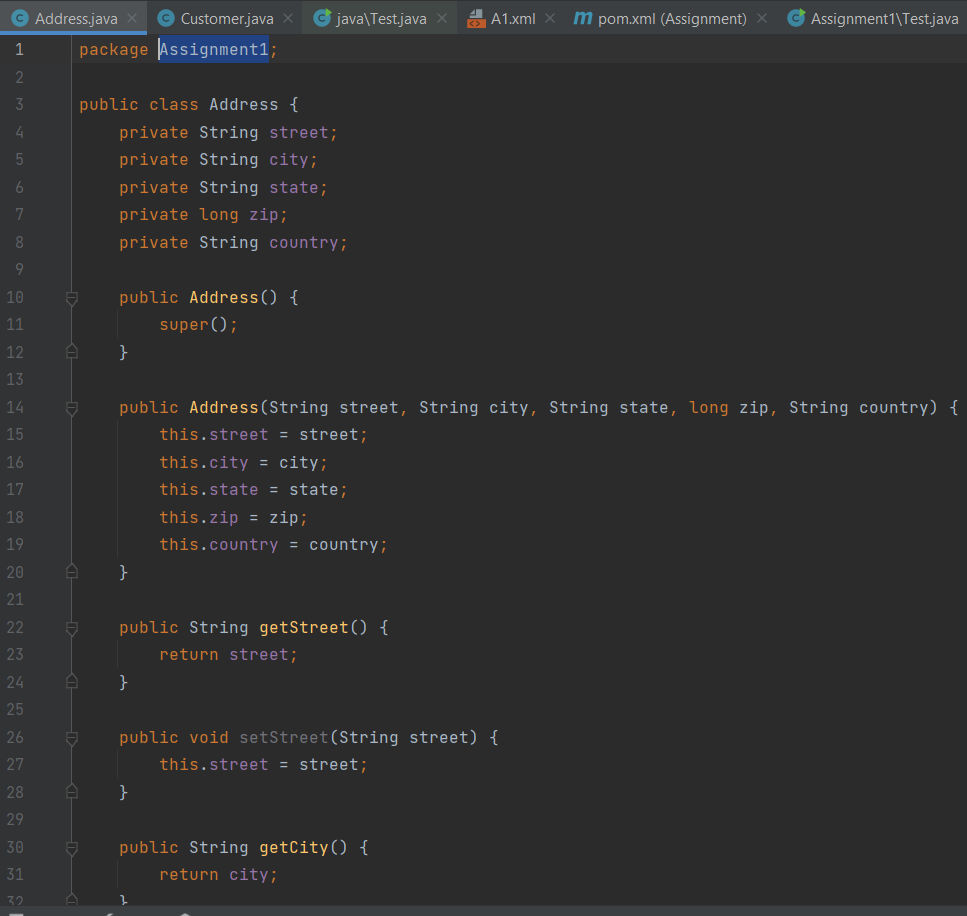 Address.java Customer.java java\Test.java A1.xml pom.xml (Assignment) Assignment1\Test.java
1 package Assignment1;
2
3 public class Address {
4 private String street;
5 private String city;
6 private String state;
7 private long zip;
8 private String country;
9
10 public Address() {
11 super();
12 }
13
14 public Address(String street, String city, String state, long zip, String country) {
15 this.street = street;
16 this.city = city;
17 this.state = state;
18 this.zip = zip;
19 this.country = country;
20 }
21
22 public String getStreet() {
23 return street;
24 }
25
26 public void setStreet(String street) {
27 this.street = street;
28 }
29
30 public String getCity() {
31 return city;
32 }